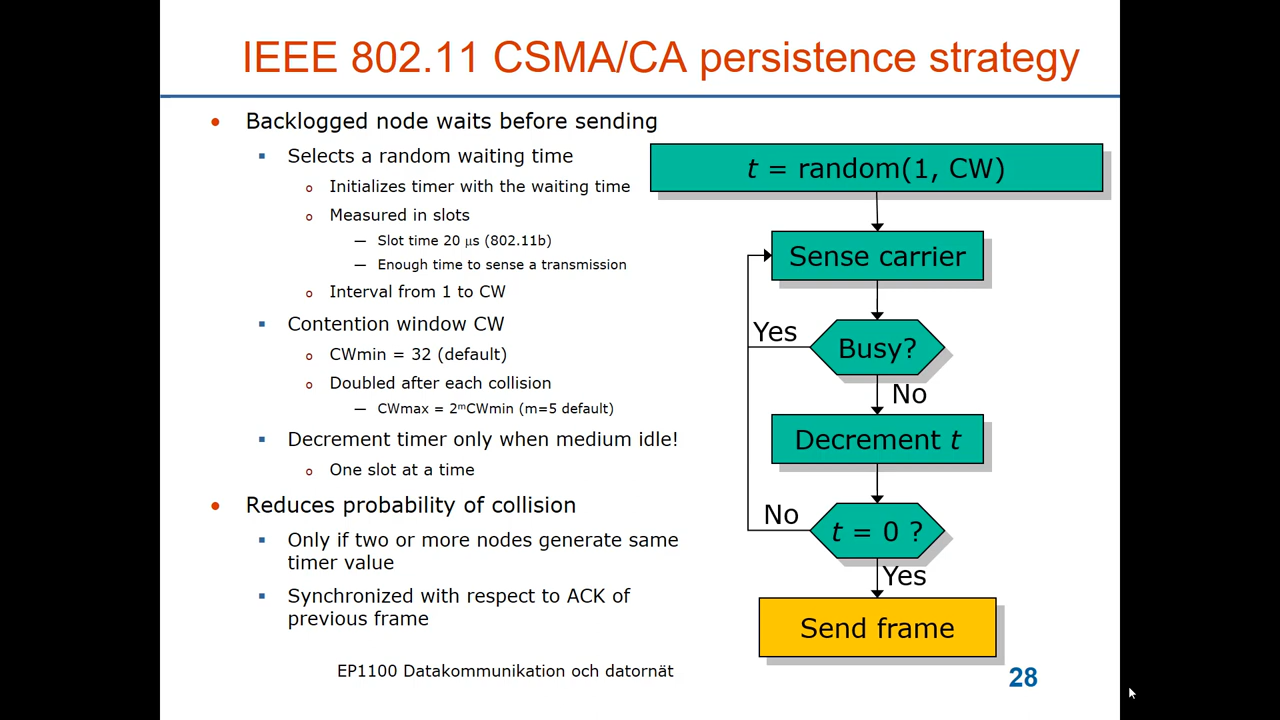 IEEE 802.11 CSMA/CA persistence strategy
Backlogged node waits before sending
Selects a random waiting time
Initializes timer with the waiting time
Measured in slots
— Slot time 20 μs (802.11b)
— Enough time to sense a transmission
Interval from 1 to CW
Contention window CW
CWmin = 32 (default)
Doubled after each collision
— CWmax = 2ᵐCWmin (m=5 default)
Decrement timer only when medium idle!
One slot at a time
Reduces probability of collision
Only if two or more nodes generate same
timer value
Synchronized with respect to ACK of
previous frame
t = random(1, CW)
Sense carrier
Yes
Busy?
No
Decrement t
No
t = 0 ?
Yes
Send frame
EP1100 Datakommunikation och datornät
28